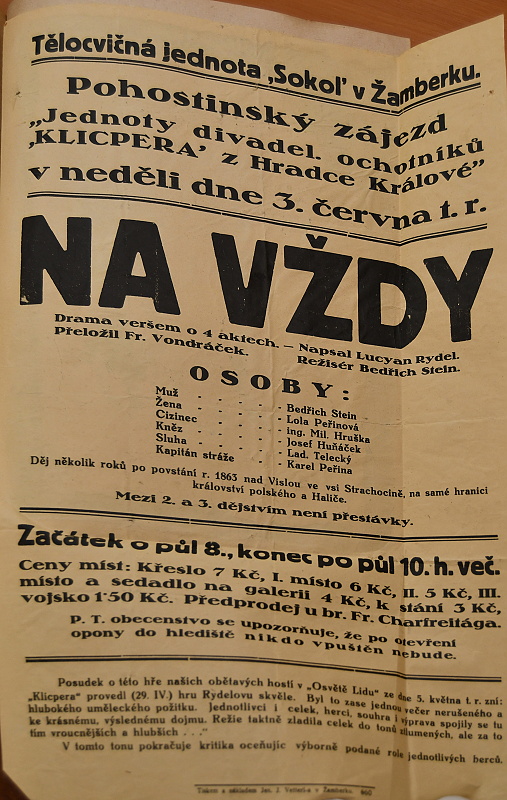 Tělocvičná jednota ‚Sokol' v Žamberku.
Pohostinský zájezd
„Jednoty divadel. ochotníků
‚KLICPERA' z Hradce Králové"
v neděli dne 3. června t. r.
NA VŽDY
Drama veršem o 4 aktech. — Napsal Lucyan Rydel.
Přeložil Fr. Vondráček. Režisér Bedřich Stein.
OSOBY:
Muž - - - - - - Bedřich Stein
Žena - - - - - - Lola Peřinová
Cizinec - - - - - ing. Mil. Hruška
Kněz - - - - - - Josef Huňáček
Sluha - - - - - - Lad. Telecký
Kapitán stráže - - - - Karel Peřina
Děj několik roků po povstání r. 1863 nad Vislou ve vsi Strachocině, na samé hranici
království polského a Haliče.
Mezi 2. a 3. dějstvím není přestávky.
Začátek o půl 8., konec po půl 10. h. več.
Ceny míst: Křeslo 7 Kč, I. místo 6 Kč, II. 5 Kč, III.
místo a sedadlo na galerii 4 Kč, k stání 3 Kč,
vojsko 1·50 Kč. Předprodej u br. Fr. Charfreitága.
P. T. obecenstvo se upozorňuje, že po otevření
opony do hlediště nikdo vpuštěn nebude.
Posudek o této hře našich obětavých hostí v „Osvětě Lidu" ze dne 5. května t. r. zní:
„Klicpera" provedl (29. IV.) hru Rydelovu skvěle. Byl to zase jednou večer nerušeného a
hlubokého uměleckého požitku. Jednotlivci i celek, herci, souhra i výprava spojily se tu
ke krásnému, výslednému dojmu. Režie taktně zladila celek do tonů tlumených, ale za to
tím vroucnějších a hlubších . . ."
V tomto tonu pokračuje kritika oceňujíc výborně podané role jednotlivých herců.
Tiskem a nákladem Jos. J. v Žamberku. 460